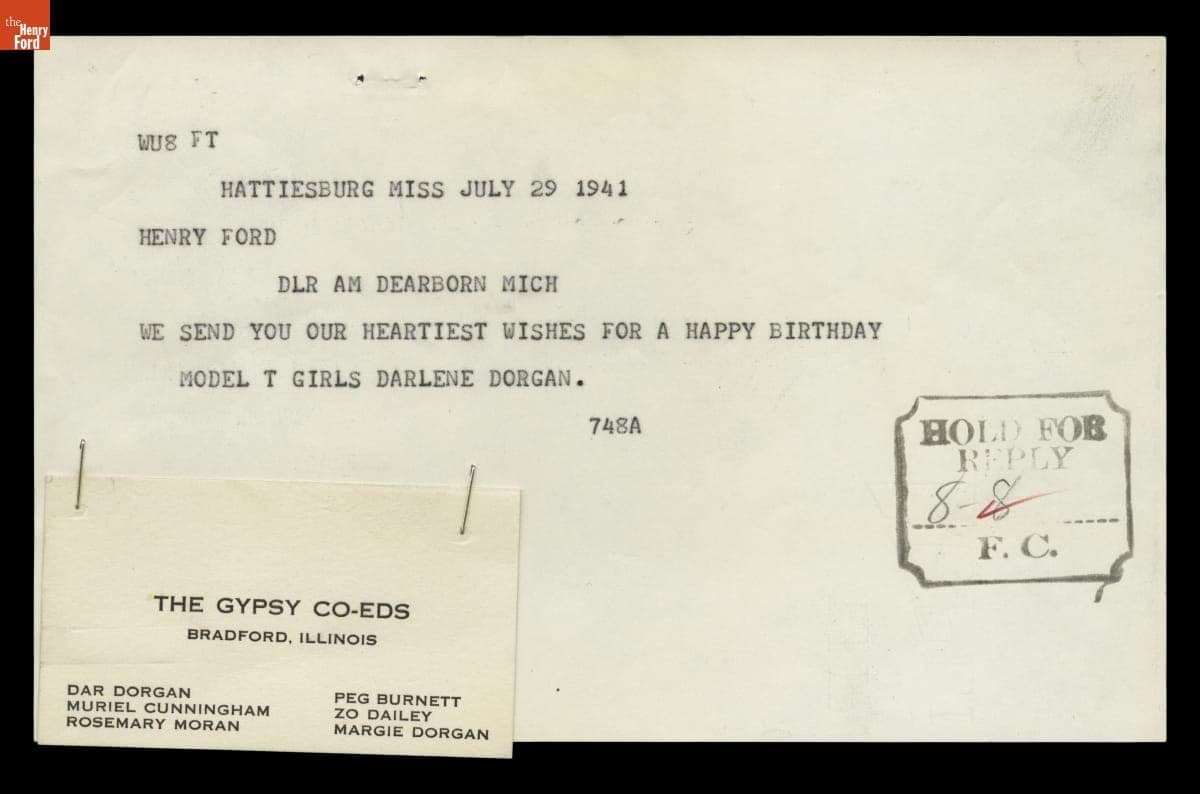 the
Henry
Ford
WU8 FT
HATTIESBURG MISS JULY 29 1941
HENRY FORD
DLR AM DEARBORN MICH
WE SEND YOU OUR HEARTIEST WISHES FOR A HAPPY BIRTHDAY
MODEL T GIRLS DARLENE DORGAN.
748A
HOLD FOR
REPLY
8-8
F. C.
THE GYPSY CO-EDS
BRADFORD, ILLINOIS
DAR DORGAN
MURIEL CUNNINGHAM
ROSEMARY MORAN
PEG BURNETT
ZO DAILEY
MARGIE DORGAN